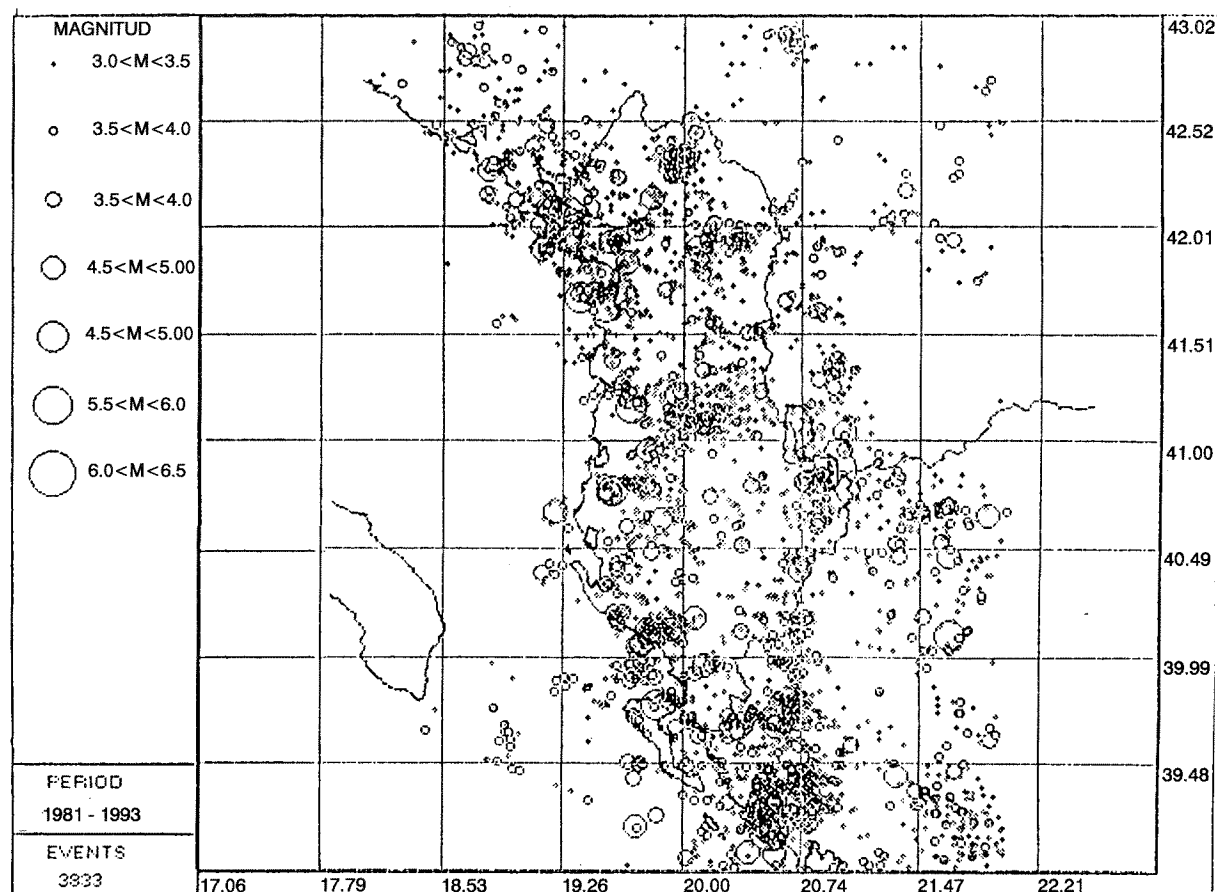 MAGNITUD
3.0<M<3.5
3.5<M<4.0
3.5<M<4.0
4.5<M<5.00
4.5<M<5.00
5.5<M<6.0
6.0<M<6.5
PERIOD
1981 - 1993
EVENTS
3933
43.02
42.52
42.01
41.51
41.00
40.49
39.99
39.48
17.06 17.79 18.53 19.26 20.00 20.74 21.47 22.21